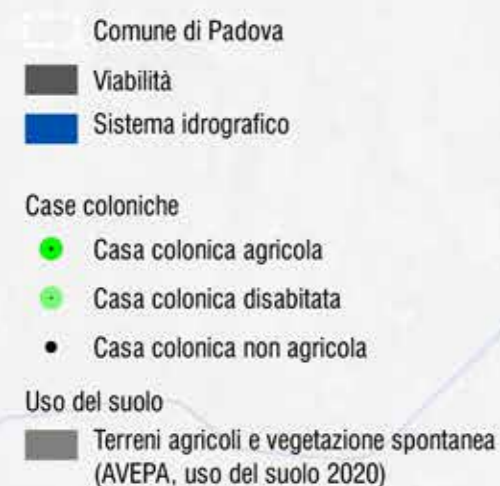 Comune di Padova
Viabilità
Sistema idrografico
Case coloniche
Casa colonica agricola
Casa colonica disabitata
Casa colonica non agricola
Uso del suolo
Terreni agricoli e vegetazione spontanea
(AVEPA, uso del suolo 2020)